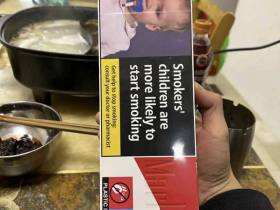 Smokers'
children are
more likely to
start smoking
Get help to stop smoking:
consult your doctor or pharmacist
PLASTIC